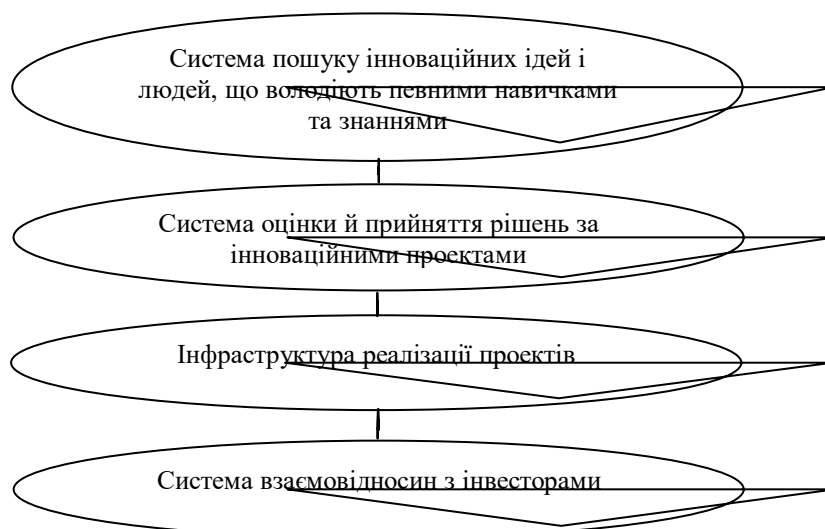 Система пошуку інноваційних ідей і
людей, що володіють певними навичками
та знаннями
Система оцінки й прийняття рішень за
інноваційними проектами
Інфраструктура реалізації проектів
Система взаємовідносин з інвесторами